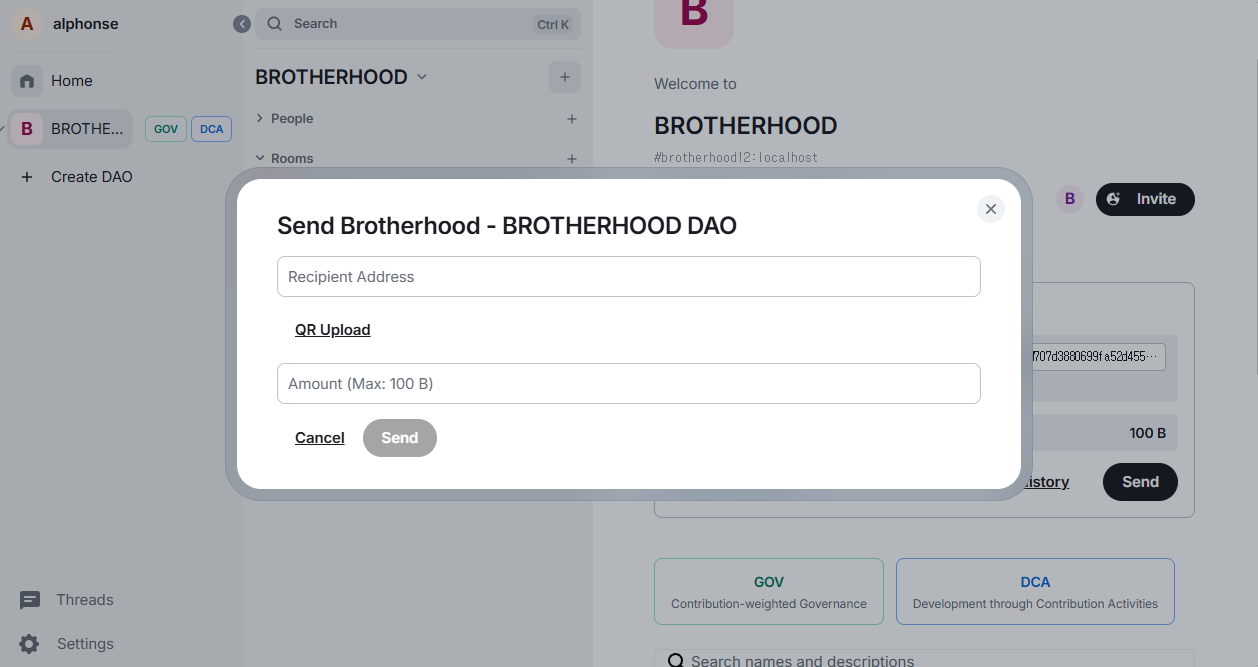 A
alphonse
Home
B
BROTHE...
GOV
DCA
Create DAO
Threads
Settings
Search
Ctrl K
BROTHERHOOD
People
Rooms
B
Welcome to
BROTHERHOOD
#brotherhood12:localhost
B
Invite
Send Brotherhood - BROTHERHOOD DAO
Recipient Address
QR Upload
Amount (Max: 100 B)
Cancel
Send
707d3880699fa52d455...
100 B
istory
Send
GOV
Contribution-weighted Governance
DCA
Development through Contribution Activities
Search names and descriptions